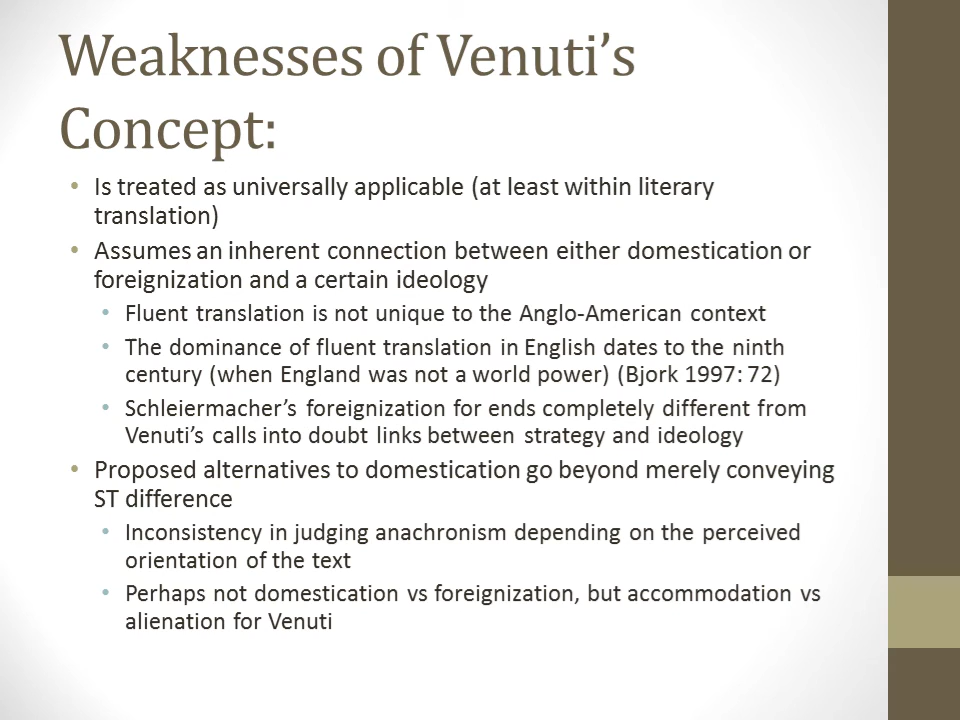 Weaknesses of Venuti’s
Concept:
• Is treated as universally applicable (at least within literary
translation)
• Assumes an inherent connection between either domestication or
foreignization and a certain ideology
• Fluent translation is not unique to the Anglo-American context
• The dominance of fluent translation in English dates to the ninth
century (when England was not a world power) (Bjork 1997: 72)
• Schleiermacher’s foreignization for ends completely different from
Venuti’s calls into doubt links between strategy and ideology
• Proposed alternatives to domestication go beyond merely conveying
ST difference
• Inconsistency in judging anachronism depending on the perceived
orientation of the text
• Perhaps not domestication vs foreignization, but accommodation vs
alienation for Venuti